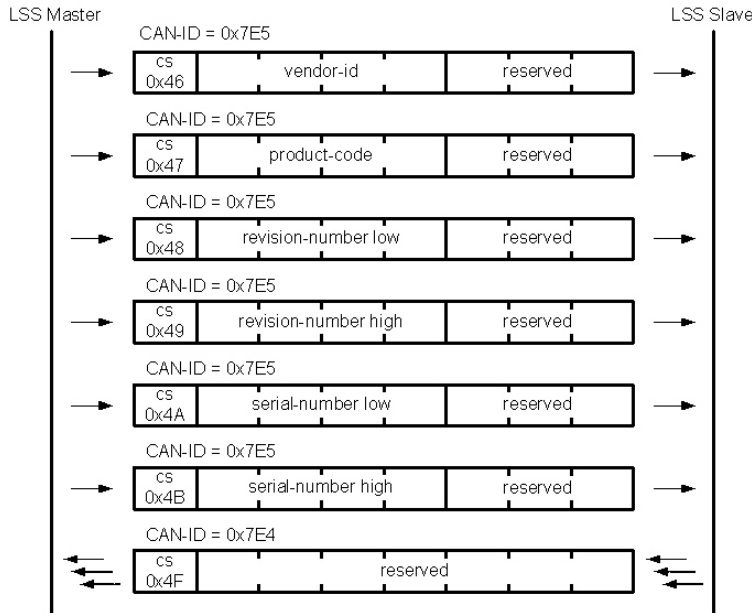 LSS Master
LSS Slave
CAN-ID = 0x7E5
cs
0x46
vendor-id
reserved
CAN-ID = 0x7E5
cs
0x47
product-code
reserved
CAN-ID = 0x7E5
cs
0x48
revision-number low
reserved
CAN-ID = 0x7E5
cs
0x49
revision-number high
reserved
CAN-ID = 0x7E5
cs
0x4A
serial-number low
reserved
CAN-ID = 0x7E5
cs
0x4B
serial-number high
reserved
CAN-ID = 0x7E4
cs
0x4F
reserved